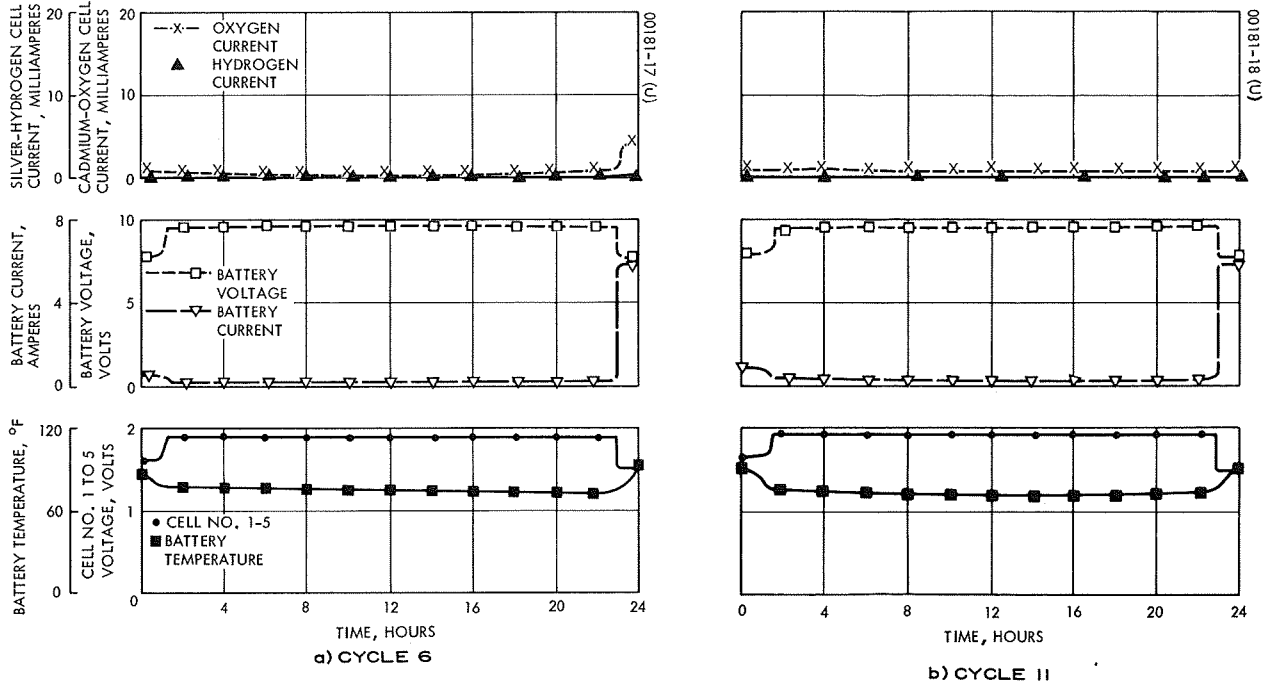 SILVER-HYDROGEN CELL
CURRENT, MILLIAMPERES
20
10
0
CADMIUM-OXYGEN CELL
CURRENT, MILLIAMPERES
20
10
0
-·-X-·- OXYGEN
CURRENT
▲ HYDROGEN
CURRENT
00181-17 (U)
00181-18 (U)
BATTERY CURRENT,
AMPERES
8
4
0
BATTERY VOLTAGE,
VOLTS
10
5
0
BATTERY
VOLTAGE
BATTERY
CURRENT
BATTERY TEMPERATURE, °F
120
60
0
CELL NO. 1 TO 5
VOLTAGE, VOLTS
2
1
0
• CELL NO. 1-5
■ BATTERY
TEMPERATURE
0 4 8 12 16 20 24
TIME, HOURS
a) CYCLE 6
0 4 8 12 16 20 24
TIME, HOURS
b) CYCLE 11